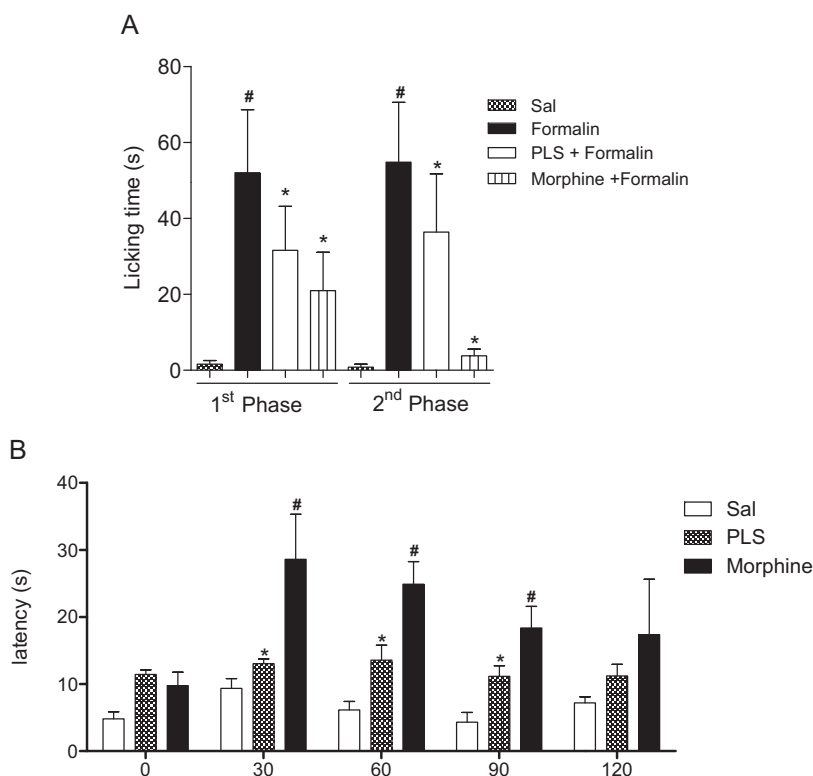 A
80
60
40
20
0
Licking time (s)
#
*
*
#
*
*
1st Phase
2nd Phase
Sal
Formalin
PLS + Formalin
Morphine +Formalin
B
40
30
20
10
0
latency (s)
*
#
*
#
*
#
0 30 60 90 120
Sal
PLS
Morphine